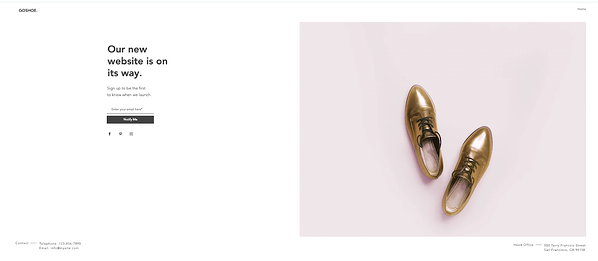 GOSHOE.
Home
Our new
website is on
its way.
Sign up to be the first
to know when we launch.
Enter your email here*
Notify Me
Contact
Telephone: 123-456-7890
Email: info@mysite.com
Head Office
500 Terry Francois Street
San Francisco, CA 94158